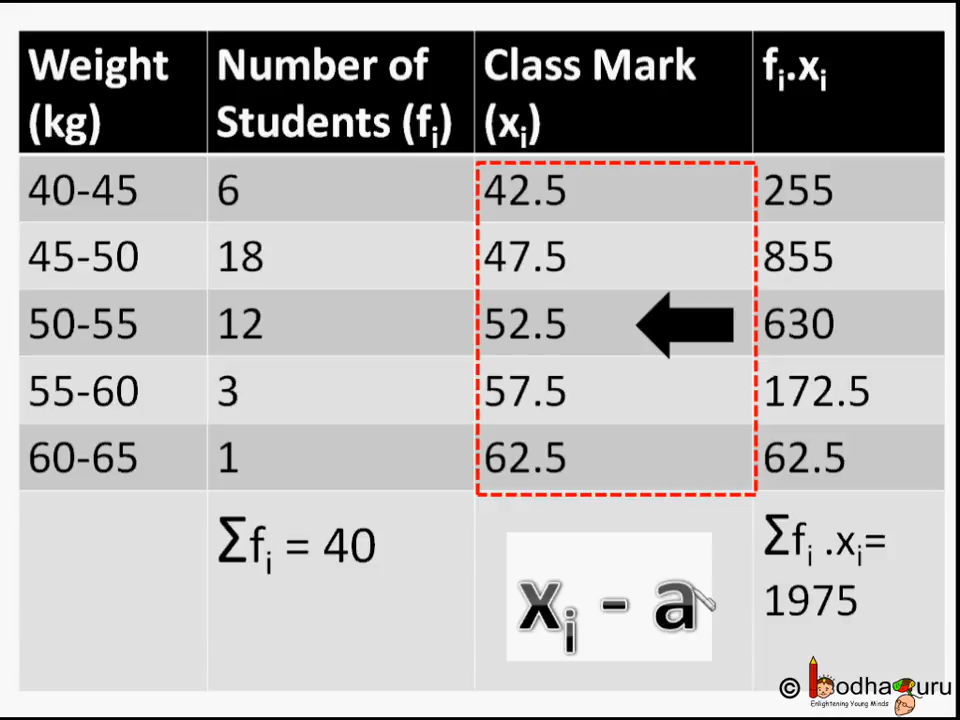 Weight (kg) Number of Students (fi) Class Mark (xi) fi.xi
40-45 6 42.5 255
45-50 18 47.5 855
50-55 12 52.5 630
55-60 3 57.5 172.5
60-65 1 62.5 62.5
Σfi = 40 xi - a Σfi .xi= 1975
© BodhaGuru
Enlightening Young Minds